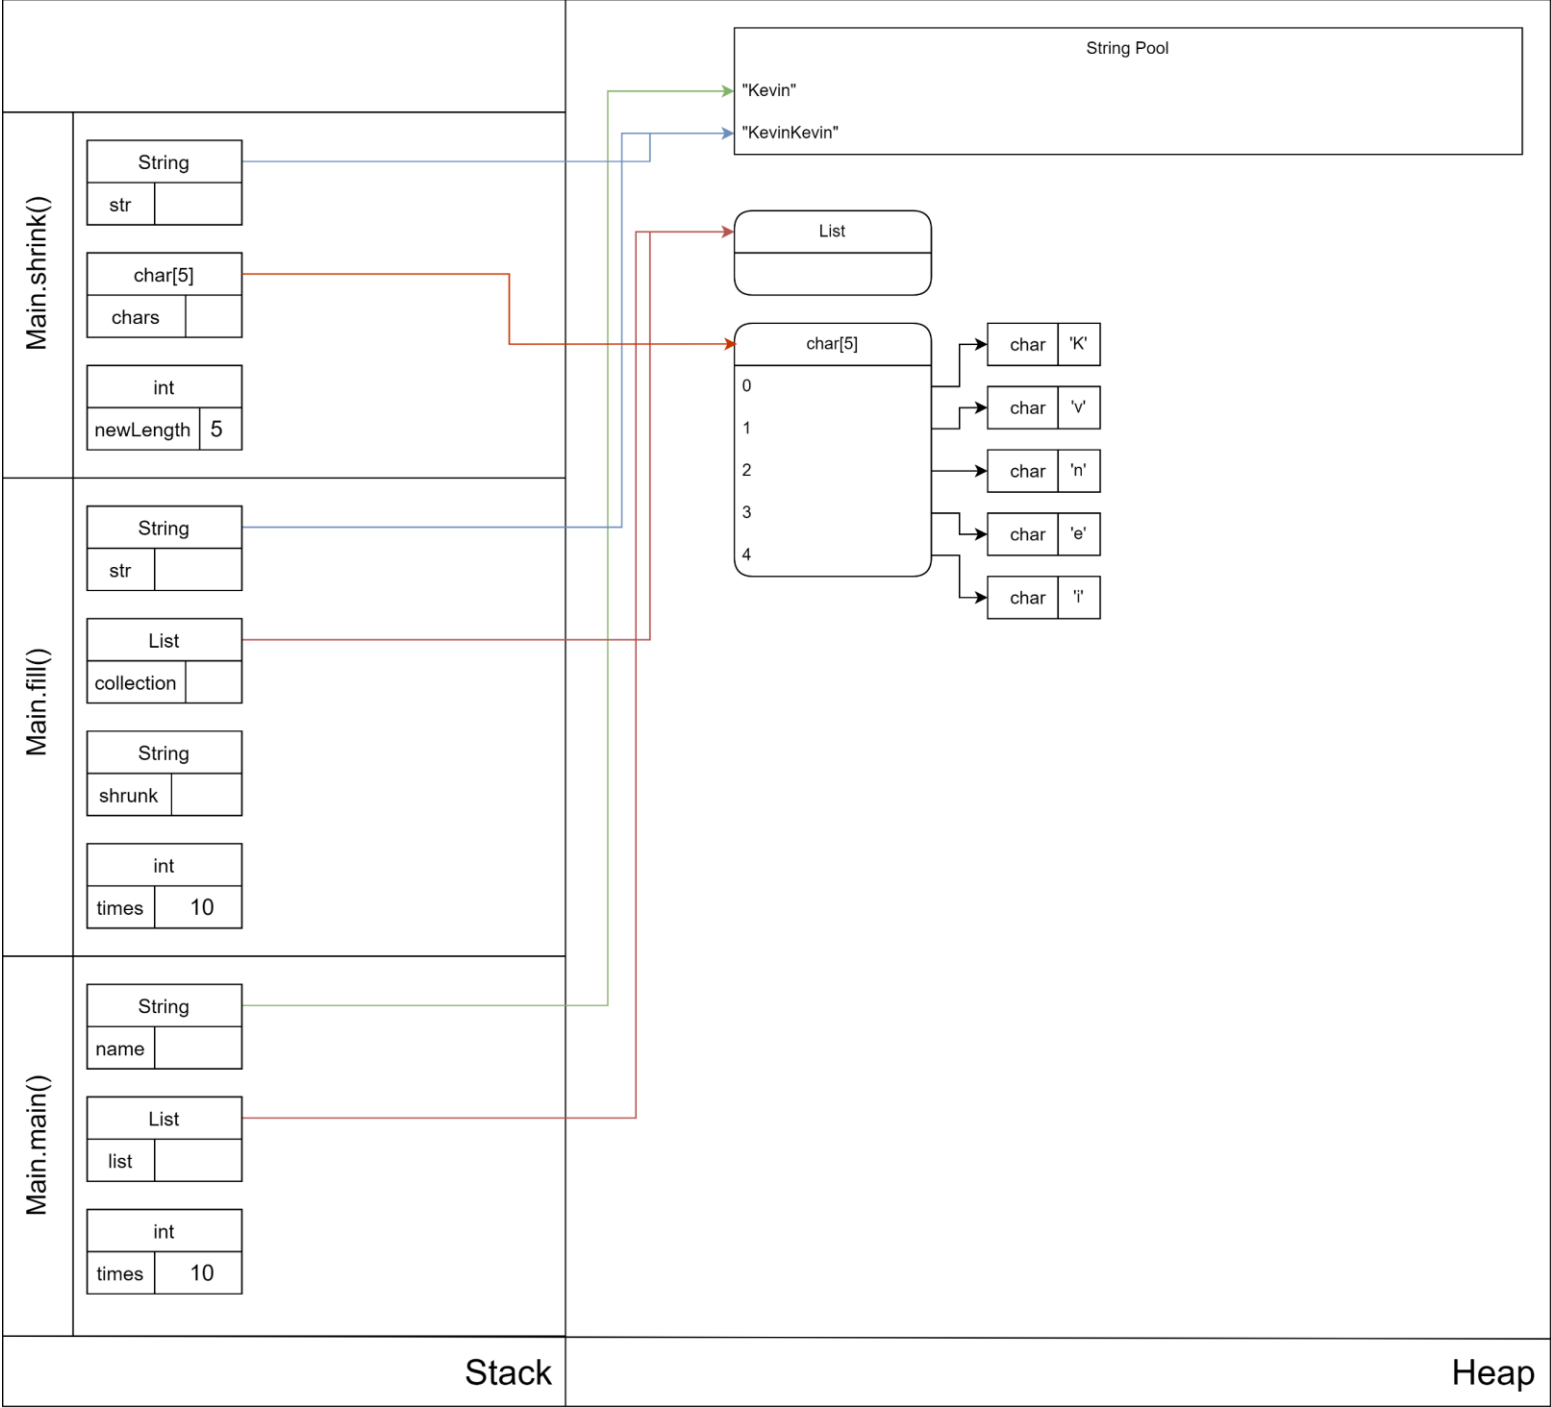 Main.shrink()
String
str
char[5]
chars
int
newLength 5
Main.fill()
String
str
List
collection
String
shrunk
int
times 10
Main.main()
String
name
List
list
int
times 10
Stack
String Pool
"Kevin"
"KevinKevin"
List
char[5]
0
1
2
3
4
char 'K'
char 'v'
char 'n'
char 'e'
char 'i'
Heap